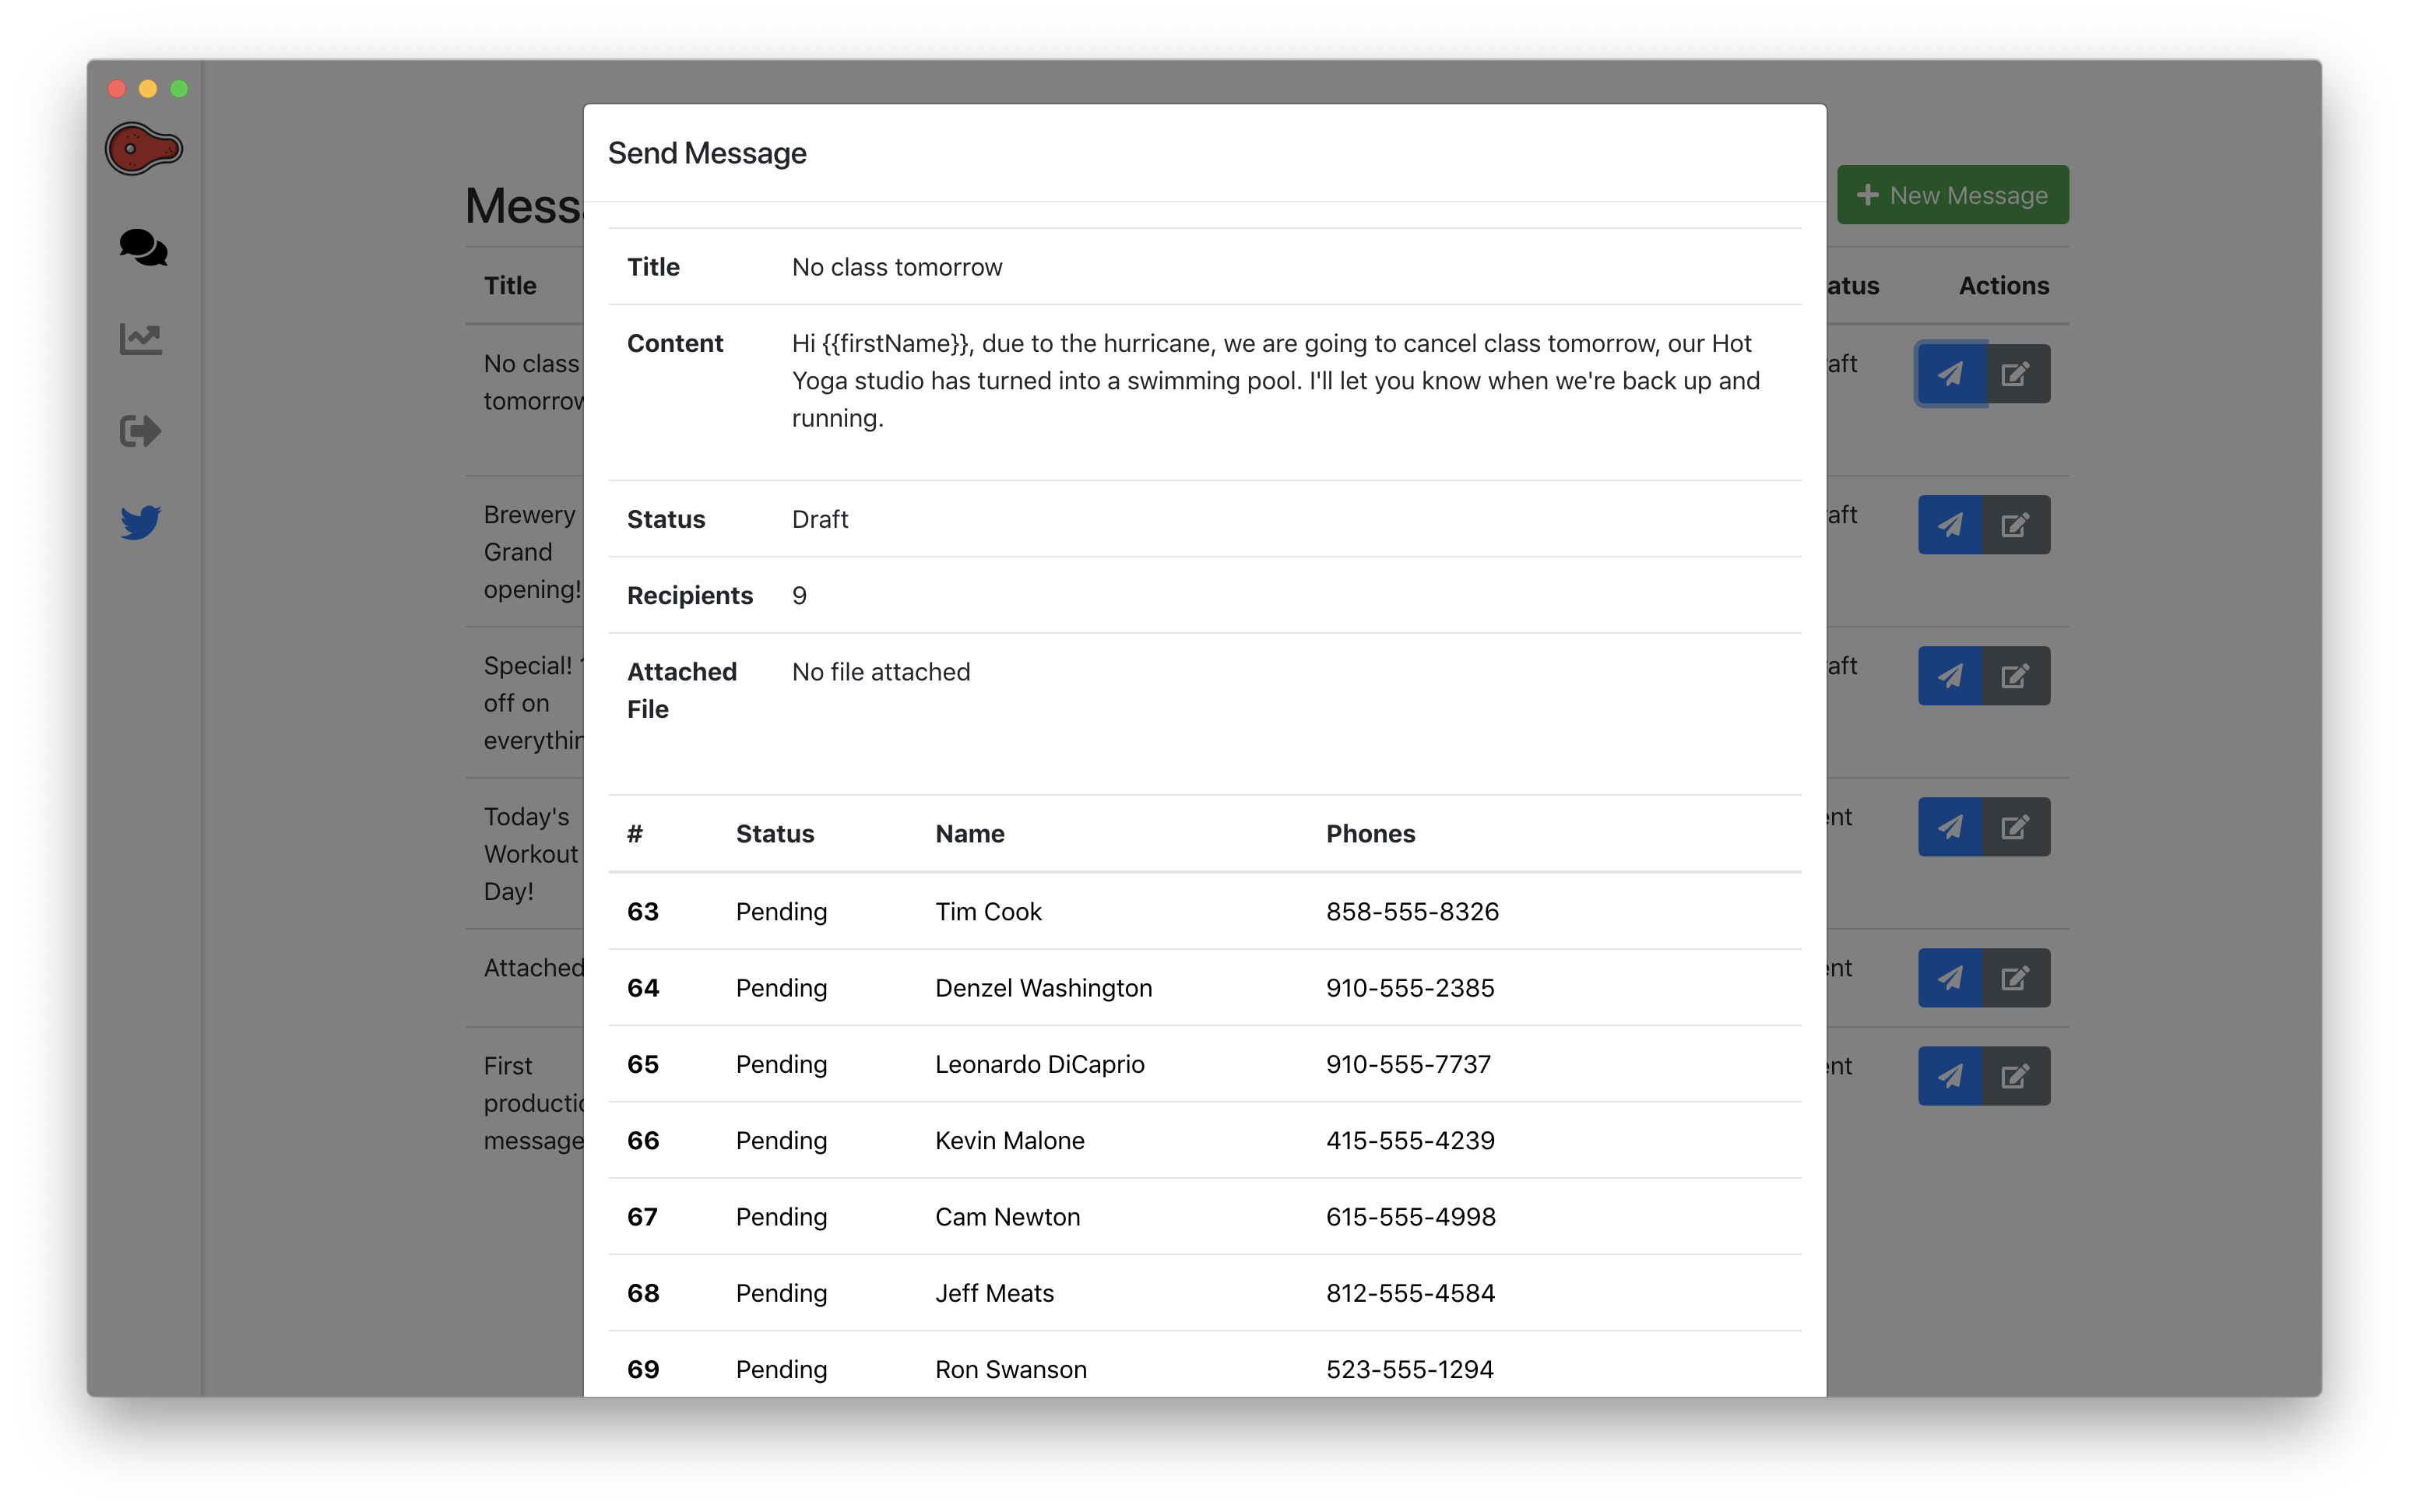 Send Message
Mess
New Message
Title No class tomorrow
Content Hi {{firstName}}, due to the hurricane, we are going to cancel class tomorrow, our Hot
Yoga studio has turned into a swimming pool. I'll let you know when we're back up and
running.
Status Draft
Recipients 9
Attached No file attached
File
# Status Name Phones
63 Pending Tim Cook 858-555-8326
64 Pending Denzel Washington 910-555-2385
65 Pending Leonardo DiCaprio 910-555-7737
66 Pending Kevin Malone 415-555-4239
67 Pending Cam Newton 615-555-4998
68 Pending Jeff Meats 812-555-4584
69 Pending Ron Swanson 523-555-1294
Title
No class
tomorrow
Brewery
Grand
opening!
Special!
off on
everythin
Today's
Workout
Day!
Attached
First
producti
message
atus Actions
aft
aft
aft
ent
ent
ent